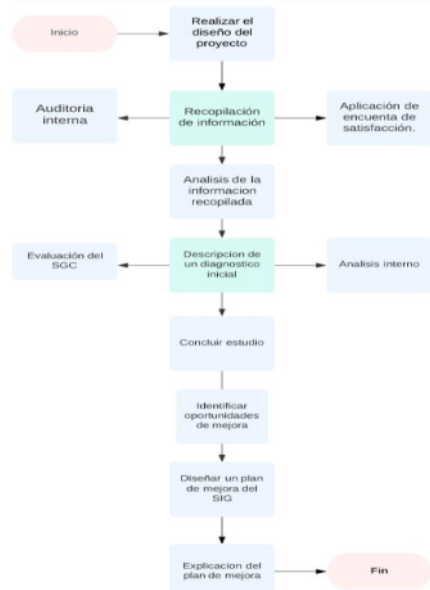 Inicio
Realizar el
diseño del
proyecto
Auditoria
interna
Recopilación
de información
Aplicación de
encuenta de
satisfacción.
Analisis de la
informacion
recopilada
Evaluación del
SGC
Descripcion de
un diagnostico
inicial
Analisis interno
Concluir estudio
Identificar
oportunidades
de mejora
Diseñar un plan
de mejora del
SIG
Explicacion del
plan de mejora
Fin